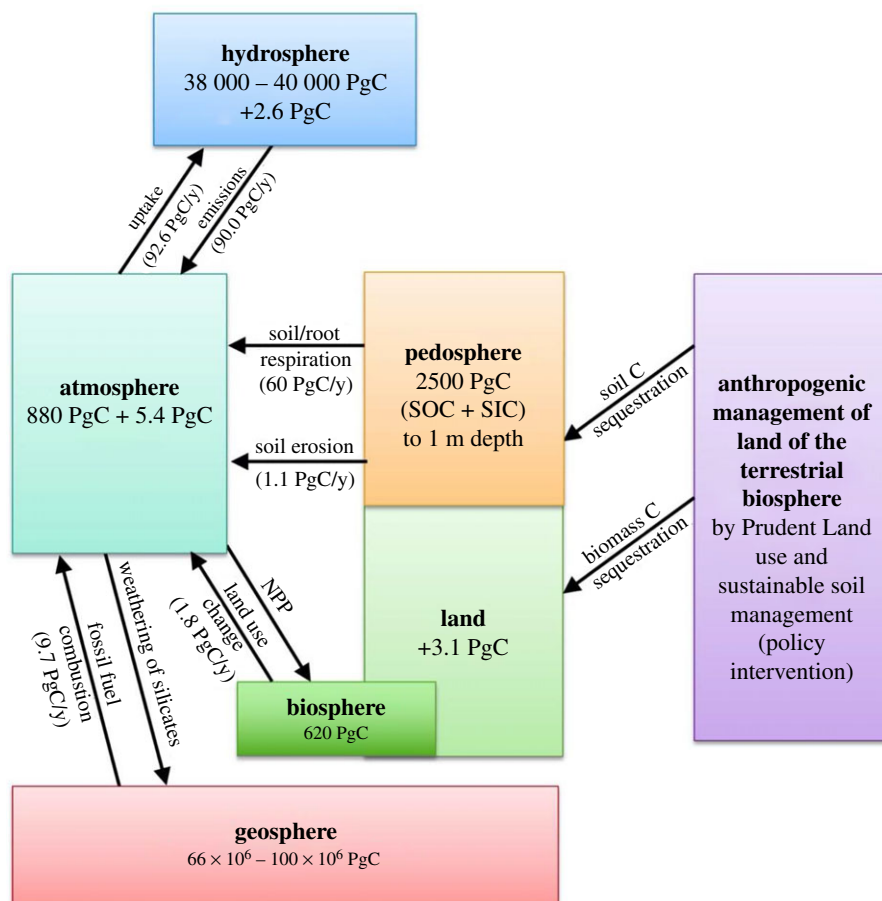 hydrosphere
38 000 – 40 000 PgC
+2.6 PgC
uptake
(92.6 PgC/y)
emissions
(90.0 PgC/y)
atmosphere
880 PgC + 5.4 PgC
soil/root
respiration
(60 PgC/y)
soil erosion
(1.1 PgC/y)
pedosphere
2500 PgC
(SOC + SIC)
to 1 m depth
soil C
sequestration
biomass C
sequestration
anthropogenic
management of
land of the
terrestrial
biosphere
by Prudent Land
use and
sustainable soil
management
(policy
intervention)
land
+3.1 PgC
NPP
land use
change
(1.8 PgC/y)
weathering of silicates
fossil fuel
combustion
(9.7 PgC/y)
biosphere
620 PgC
geosphere
66 × 10⁶ – 100 × 10⁶ PgC